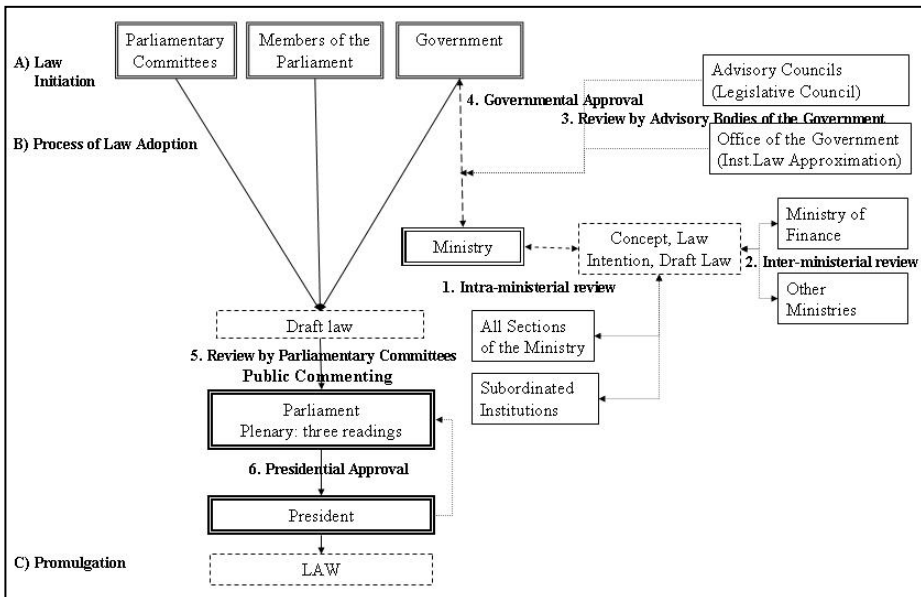 Parliamentary
Committees
Members of the
Parliament
Government
A) Law
Initiation
Advisory Councils
(Legislative Council)
4. Governmental Approval
3. Review by Advisory Bodies of the Government
B) Process of Law Adoption
Office of the Government
(Inst.Law Approximation)
Ministry
Concept, Law
Intention, Draft Law
Ministry of
Finance
2. Inter-ministerial review
Other
Ministries
1. Intra-ministerial review
All Sections
of the Ministry
Subordinated
Institutions
Draft law
5. Review by Parliamentary Committees
Public Commenting
Parliament
Plenary: three readings
6. Presidential Approval
President
C) Promulgation
LAW